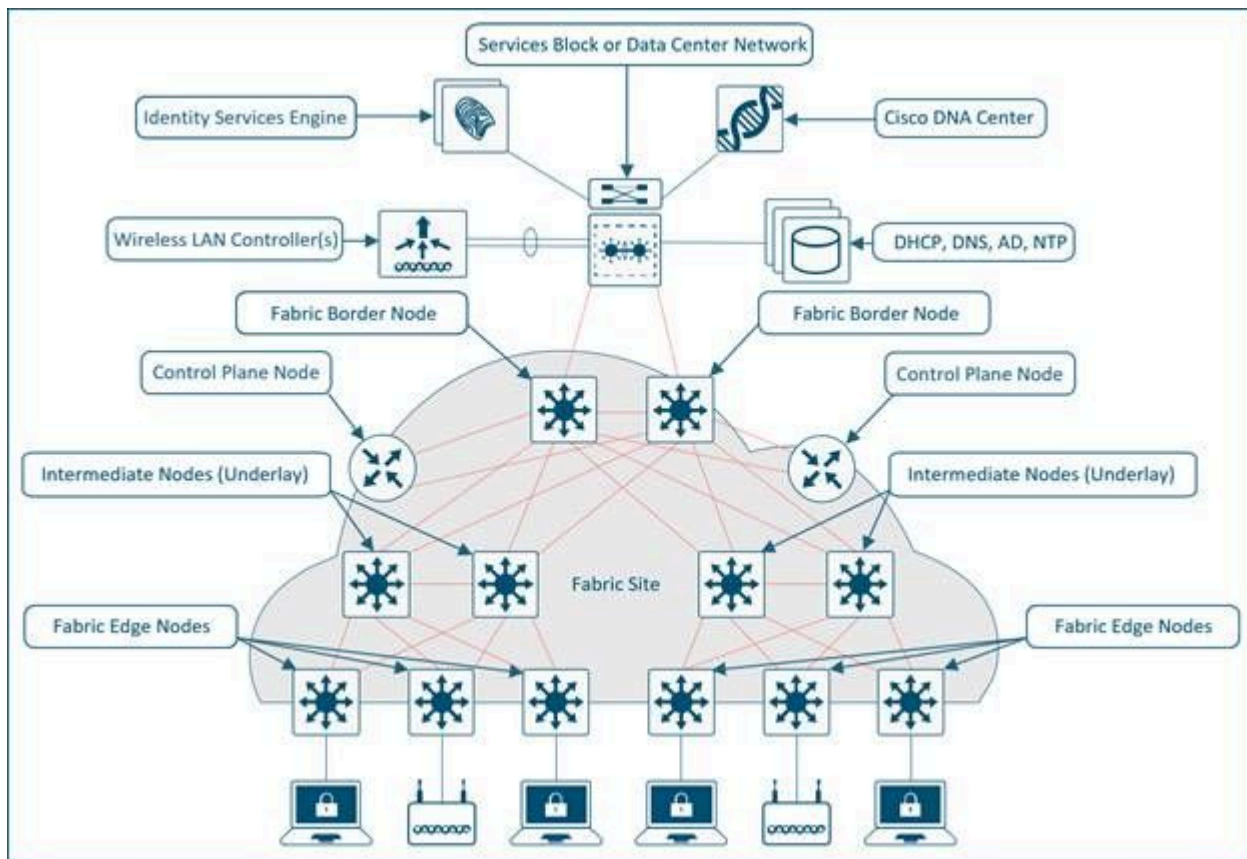 Services Block or Data Center Network
Identity Services Engine
Cisco DNA Center
Wireless LAN Controller(s)
DHCP, DNS, AD, NTP
Fabric Border Node
Fabric Border Node
Control Plane Node
Control Plane Node
Intermediate Nodes (Underlay)
Intermediate Nodes (Underlay)
Fabric Site
Fabric Edge Nodes
Fabric Edge Nodes